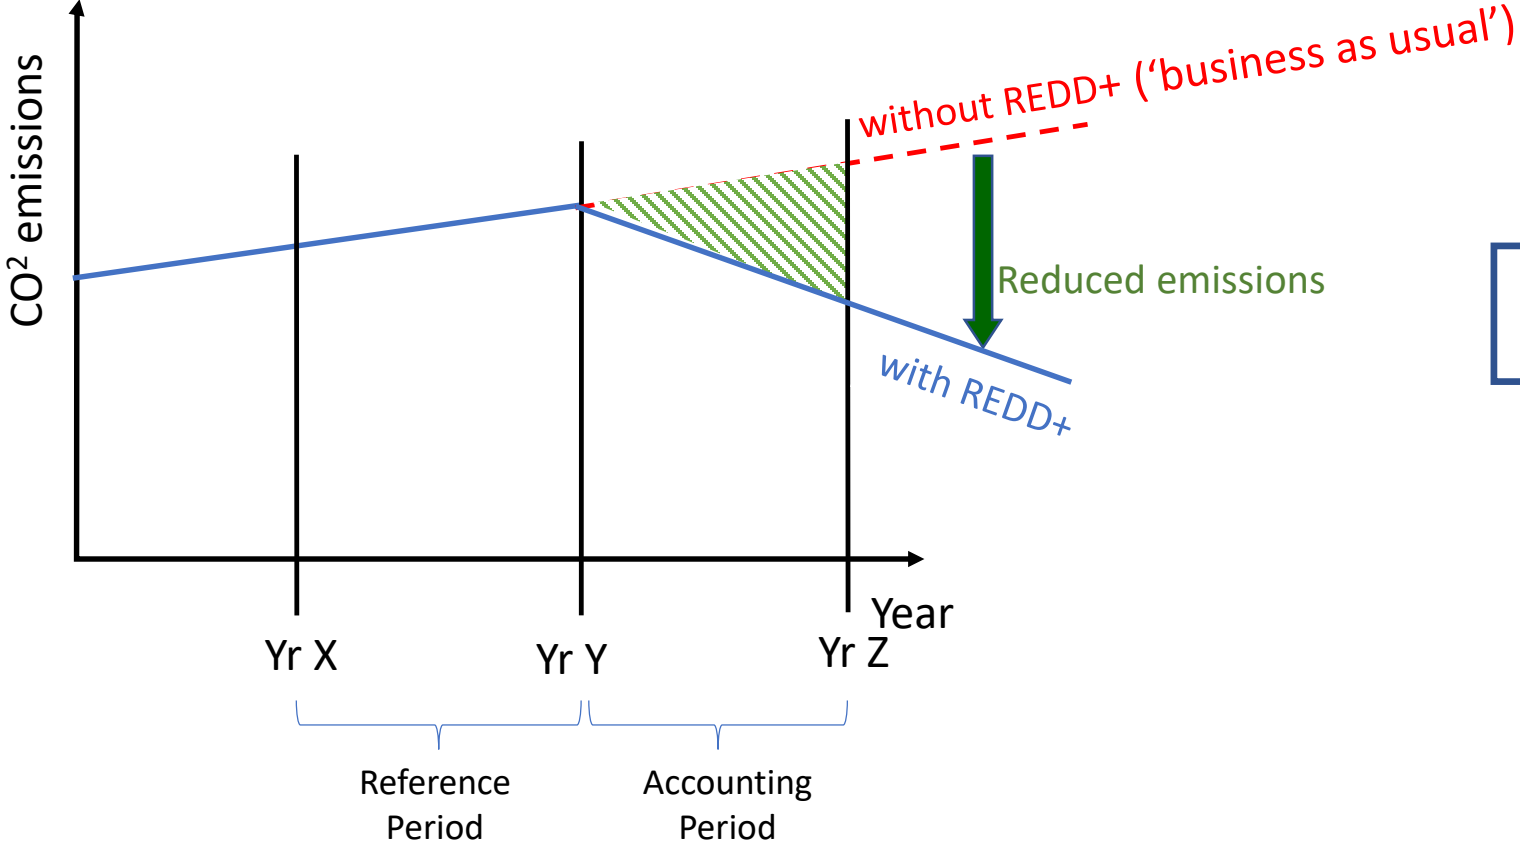 CO² emissions
without REDD+ (‘business as usual’)
Reduced emissions
with REDD+
Year
Yr X
Yr Y
Yr Z
Reference
Period
Accounting
Period